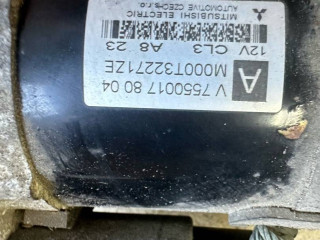 V 7550017 80 04
A
M000T32271ZE
12V CL3 A8 23
MITSUBISHI ELECTRIC
AUTOMOTIVE CZECH s.r.o.